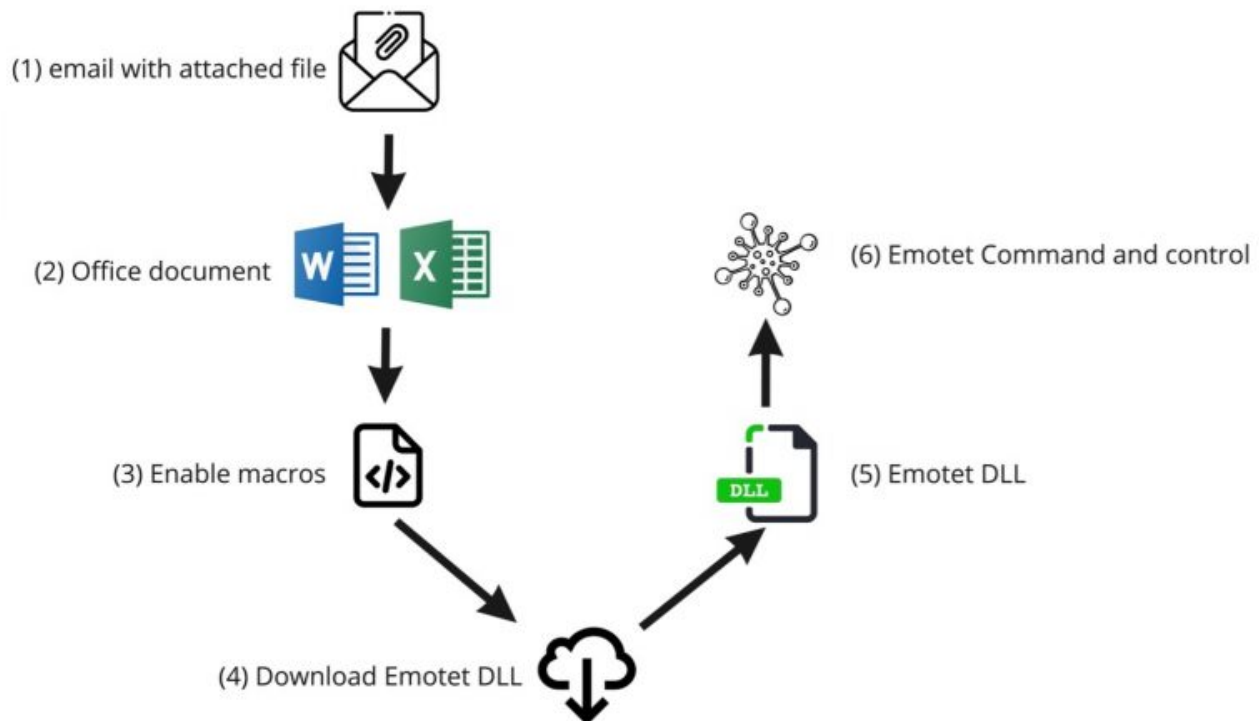 (1) email with attached file
(2) Office document
W
X
(6) Emotet Command and control
(3) Enable macros
</>
DLL
(5) Emotet DLL
(4) Download Emotet DLL